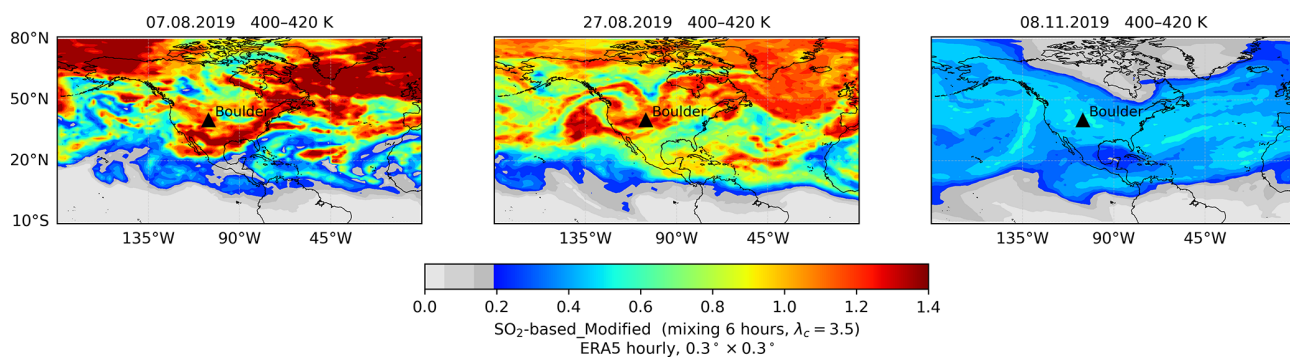 07.08.2019 400–420 K
27.08.2019 400–420 K
08.11.2019 400–420 K
80°N
50°N
20°N
10°S
Boulder
Boulder
Boulder
135°W 90°W 45°W
135°W 90°W 45°W
135°W 90°W 45°W
0.0 0.2 0.4 0.6 0.8 1.0 1.2 1.4
SO₂-based_Modified (mixing 6 hours, λ_c = 3.5)
ERA5 hourly, 0.3° × 0.3°